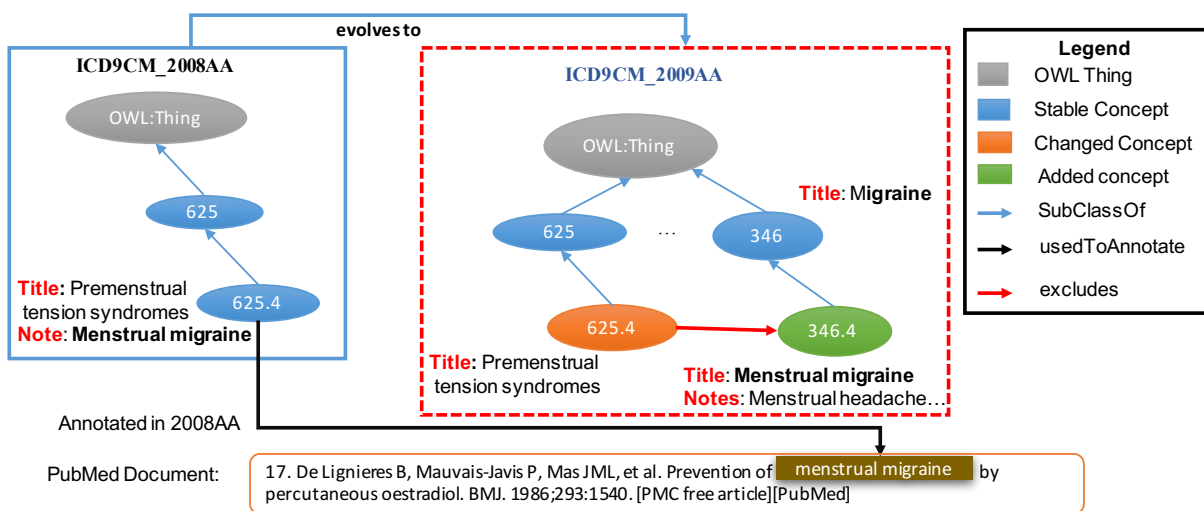 evolves to
ICD9CM_2008AA
OWL:Thing
625
625.4
Title: Premenstrual
tension syndromes
Note: Menstrual migraine
ICD9CM_2009AA
OWL:Thing
Title: Migraine
625
...
346
625.4
346.4
Title: Premenstrual
tension syndromes
Title: Menstrual migraine
Notes: Menstrual headache...
Legend
OWL Thing
Stable Concept
Changed Concept
Added concept
SubClassOf
usedToAnnotate
excludes
Annotated in 2008AA
PubMed Document:
17. De Lignieres B, Mauvais-Javis P, Mas JML, et al. Prevention of menstrual migraine by
percutaneous oestradiol. BMJ. 1986;293:1540. [PMC free article][PubMed]